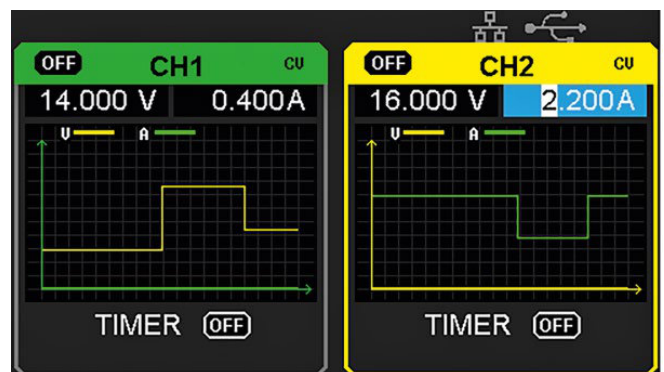 OFF CH1 CV
14.000 V 0.400A
V A
TIMER OFF
OFF CH2 CV
16.000 V 2.200A
V A
TIMER OFF